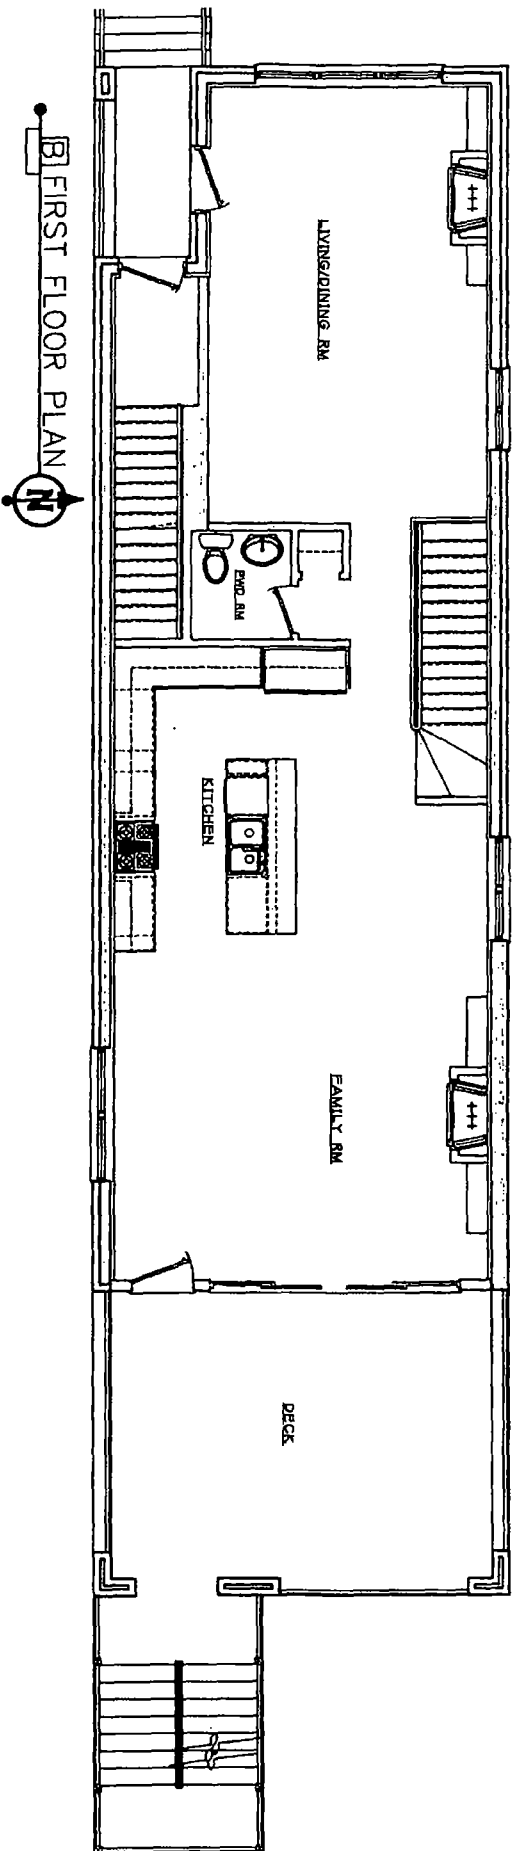 LIVING/DINING RM
PWD RM
KITCHEN
FAMILY RM
DECK
B FIRST FLOOR PLAN
N